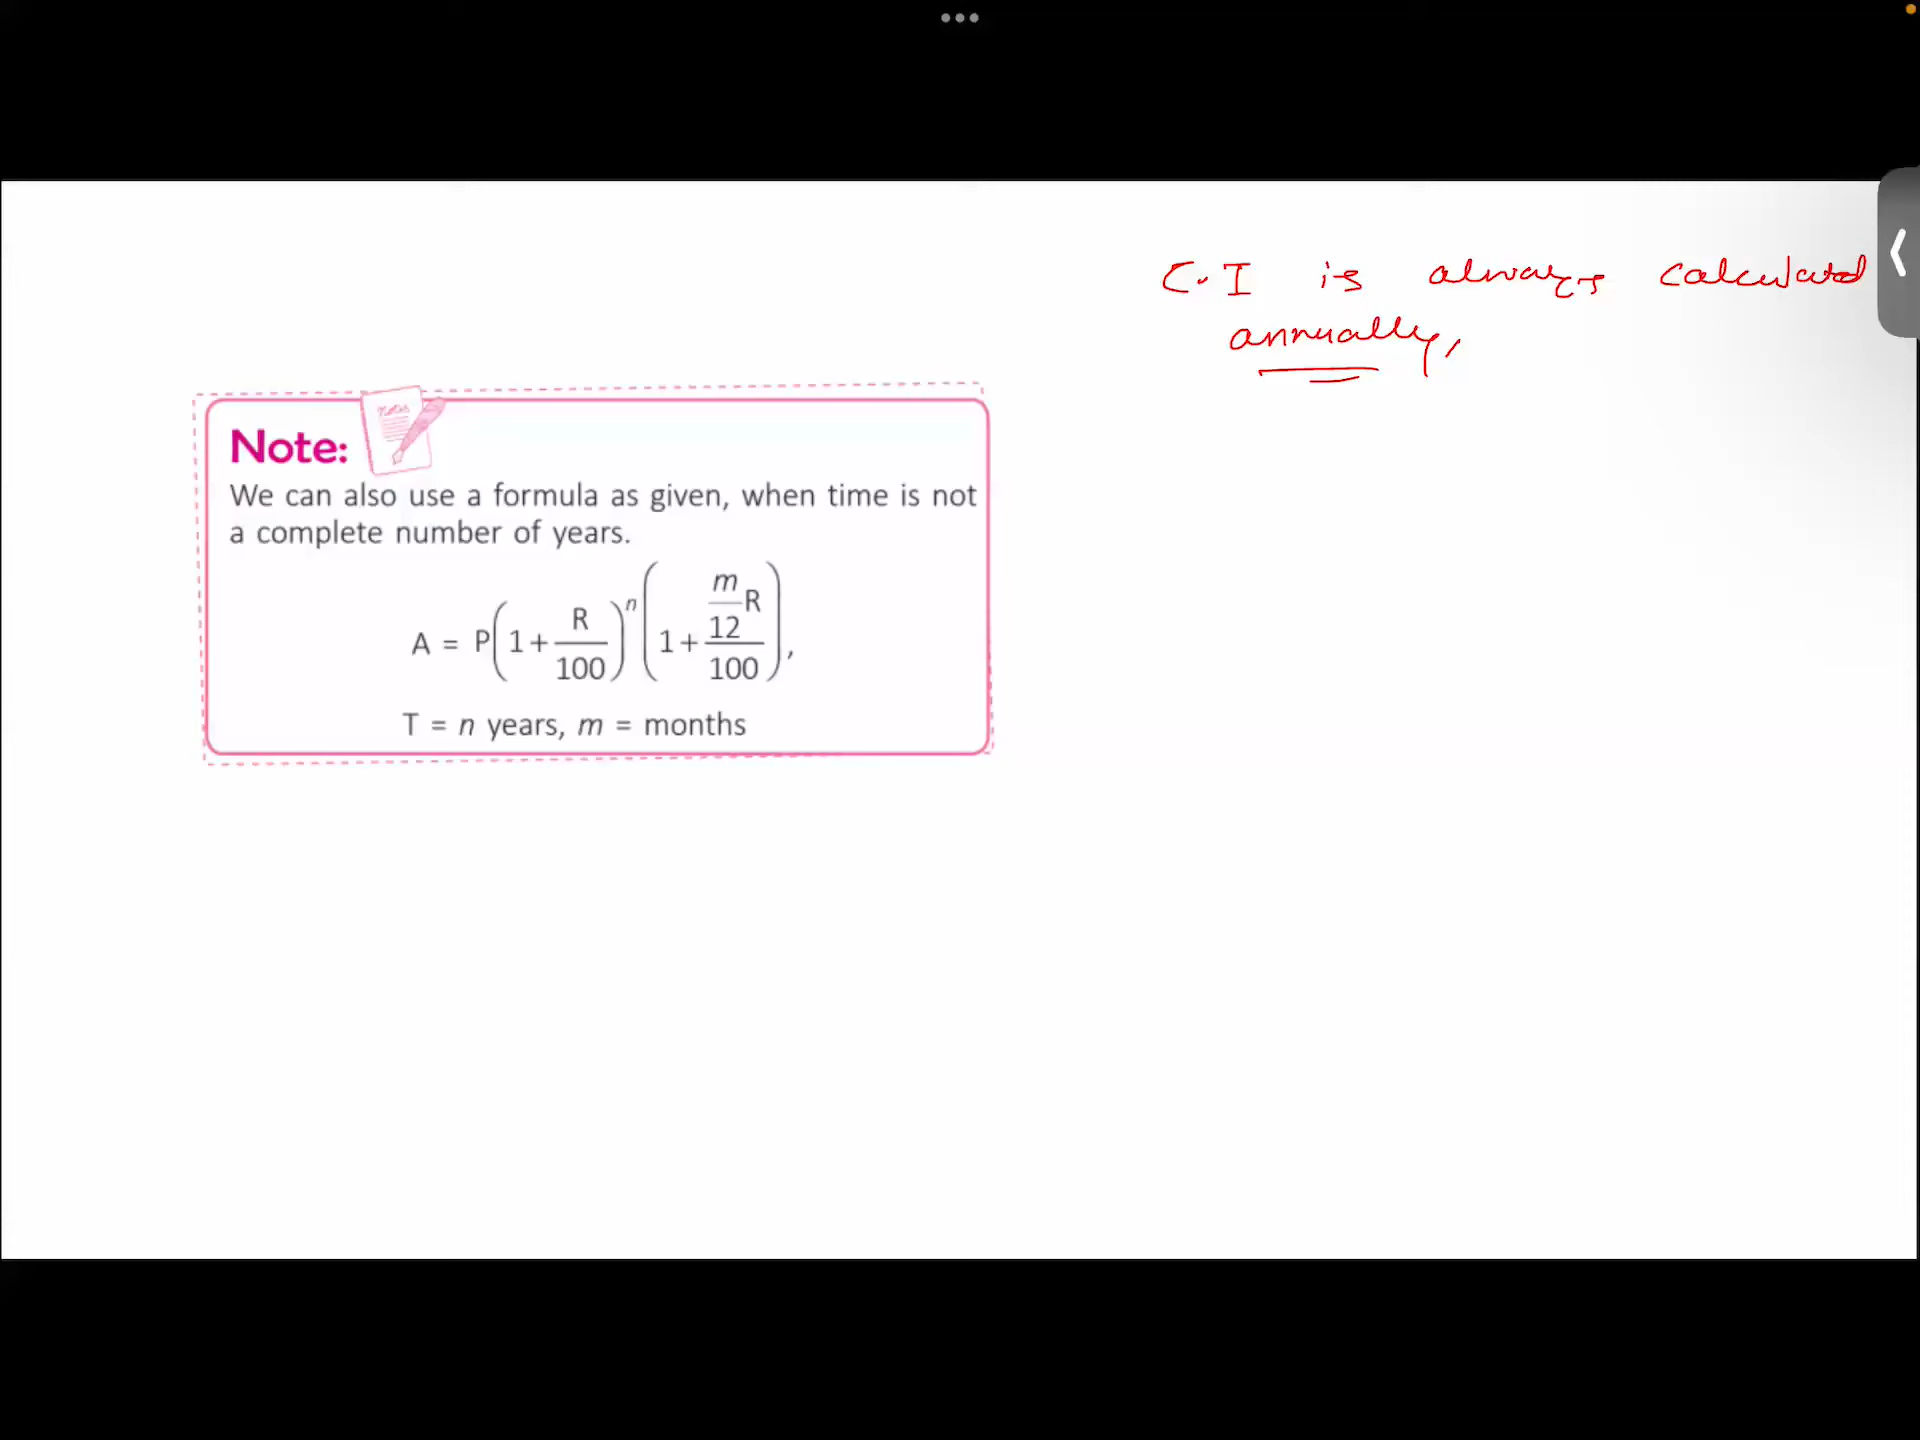 C.I is always calculated
annually,
Notes
Note:
We can also use a formula as given, when time is not
a complete number of years.
A = P(1+R/100)^n(1+(m/12 R)/100),
T = n years, m = months